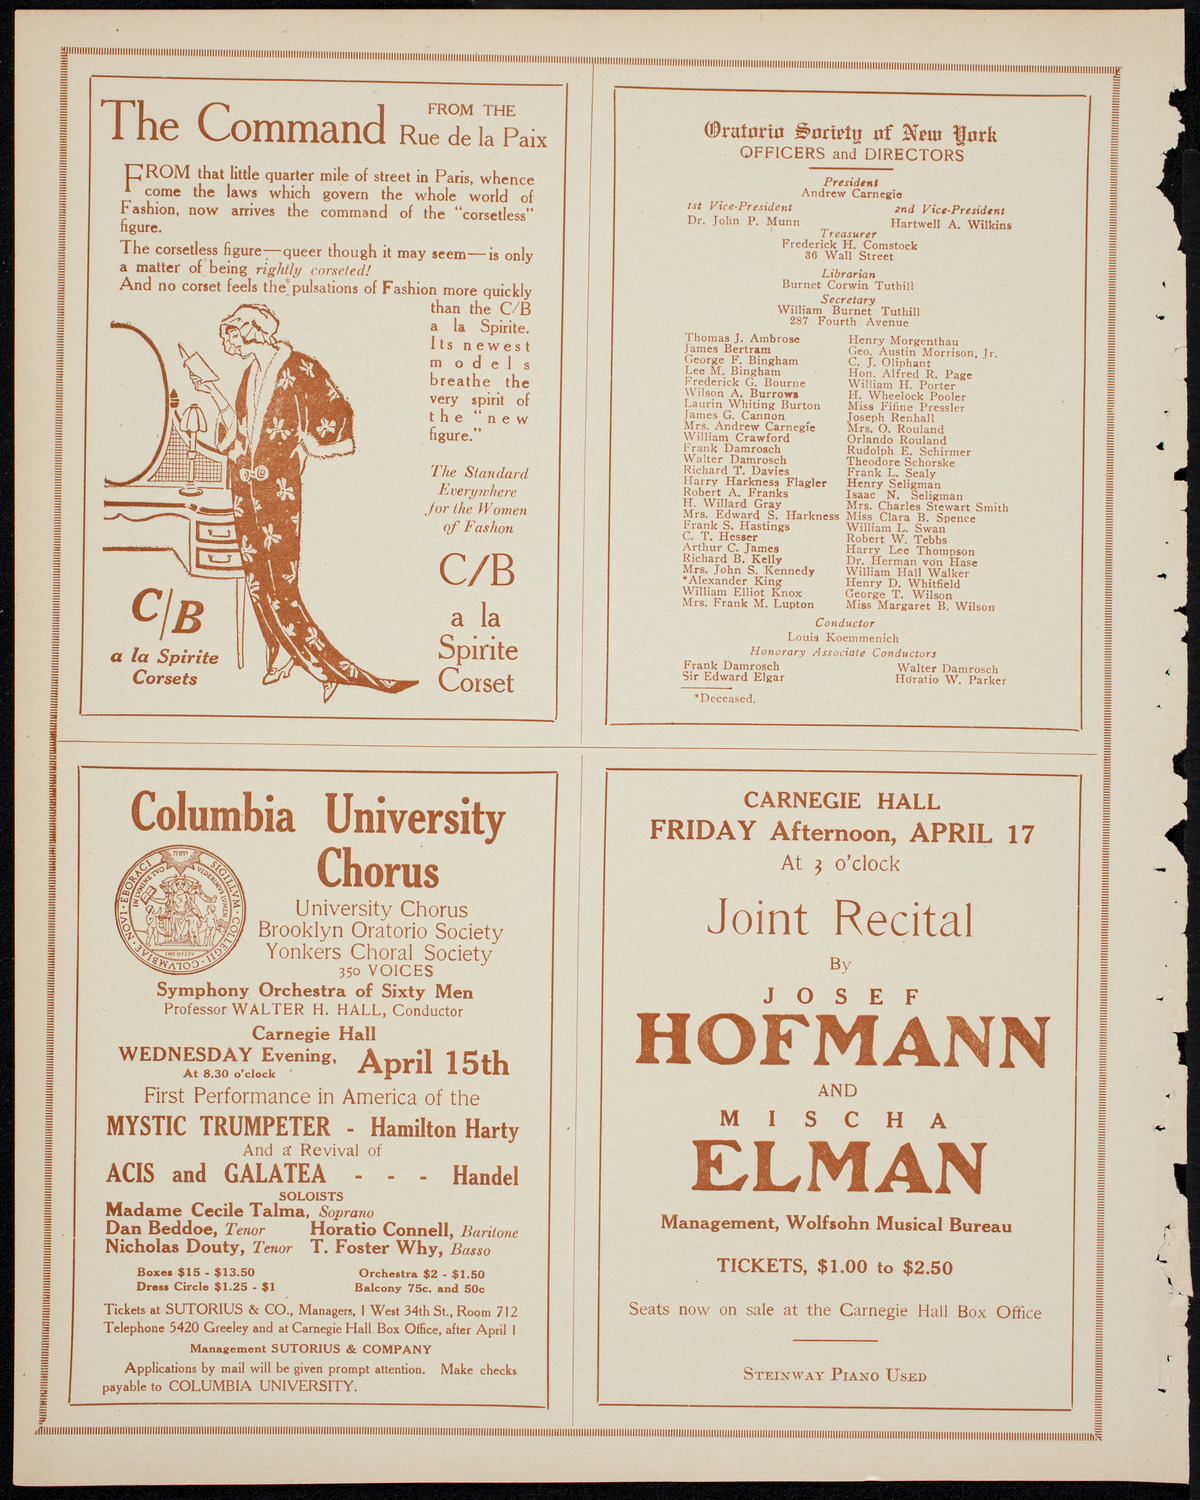 The Command
FROM THE
Rue de la Paix
FROM that little quarter mile of street in Paris, whence
come the laws which govern the whole world of
Fashion, now arrives the command of the "corsetless"
figure.
The corsetless figure—queer though it may seem—is only
a matter of being rightly corseted!
And no corset feels the pulsations of Fashion more quickly
than the C/B
a la Spirite.
Its newest
models
breathe the
very spirit of
the "new
figure."
The Standard
Everywhere
for the Women
of Fashon
C/B
a la
Spirite
Corset
C/B
a la Spirite
Corsets
Oratorio Society of New York
OFFICERS and DIRECTORS
President
Andrew Carnegie
1st Vice-President
Dr. John P. Munn
2nd Vice-President
Hartwell A. Wilkins
Treasurer
Frederick H. Comstock
36 Wall Street
Librarian
Burnet Corwin Tuthill
Secretary
William Burnet Tuthill
287 Fourth Avenue
Thomas J. Ambrose
James Bertram
George F. Bingham
Lee M. Bingham
Frederick G. Bourne
Wilson A. Burrows
Laurin Whiting Burton
James G. Cannon
Mrs. Andrew Carnegie
William Crawford
Frank Damrosch
Walter Damrosch
Richard T. Davies
Harry Harkness Flagler
Robert A. Franks
H. Willard Gray
Mrs. Edward S. Harkness
Frank S. Hastings
C. T. Hesser
Arthur C. James
Richard B. Kelly
Mrs. John S. Kennedy
*Alexander King
William Elliot Knox
Mrs. Frank M. Lupton
Henry Morgenthau
Geo. Austin Morrison, Jr.
C. J. Oliphant
Hon. Alfred R. Page
William H. Porter
H. Wheelock Pooler
Miss Fifine Pressler
Joseph Renhall
Mrs. O. Rouland
Orlando Rouland
Rudolph E. Schirmer
Theodore Schorske
Frank L. Sealy
Henry Seligman
Isaac N. Seligman
Mrs. Charles Stewart Smith
Miss Clara B. Spence
William L. Swan
Robert W. Tebbs
Harry Lee Thompson
Dr. Herman von Hase
William Hall Walker
Henry D. Whitfield
George T. Wilson
Miss Margaret B. Wilson
Conductor
Louis Koemmenich
Honorary Associate Conductors
Frank Damrosch
Sir Edward Elgar
Walter Damrosch
Horatio W. Parker
*Deceased.
Columbia University
Chorus
University Chorus
Brooklyn Oratorio Society
Yonkers Choral Society
350 VOICES
SIGILLVM · COLLEGII · COLVMBIAE · NOVI · EBORACI
IN LVMINE TVO VIDEBIMVS LVMEN
Symphony Orchestra of Sixty Men
Professor WALTER H. HALL, Conductor
Carnegie Hall
WEDNESDAY Evening, April 15th
At 8.30 o'clock
First Performance in America of the
MYSTIC TRUMPETER - Hamilton Harty
And a Revival of
ACIS and GALATEA - - - Handel
SOLOISTS
Madame Cecile Talma, Soprano
Dan Beddoe, Tenor Horatio Connell, Baritone
Nicholas Douty, Tenor T. Foster Why, Basso
Boxes $15 - $13.50 Orchestra $2 - $1.50
Dress Circle $1.25 - $1 Balcony 75c. and 50c
Tickets at SUTORIUS & CO., Managers, 1 West 34th St., Room 712
Telephone 5420 Greeley and at Carnegie Hall Box Office, after April 1
Management SUTORIUS & COMPANY
Applications by mail will be given prompt attention. Make checks
payable to COLUMBIA UNIVERSITY.
CARNEGIE HALL
FRIDAY Afternoon, APRIL 17
At 3 o'clock
Joint Recital
By
JOSEF
HOFMANN
AND
MISCHA
ELMAN
Management, Wolfsohn Musical Bureau
TICKETS, $1.00 to $2.50
Seats now on sale at the Carnegie Hall Box Office
STEINWAY PIANO USED